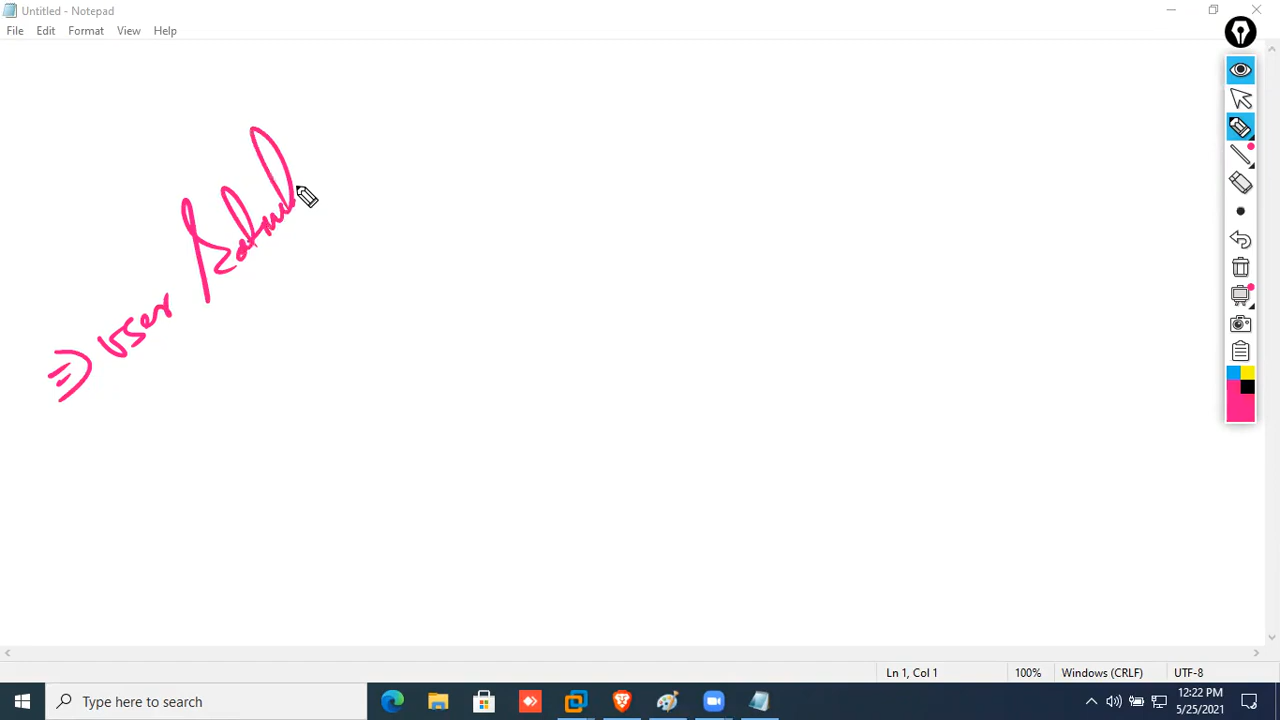 Untitled - Notepad
File Edit Format View Help
⇒ User
Ln 1, Col 1 100% Windows (CRLF) UTF-8
Type here to search
12:22 PM
5/25/2021